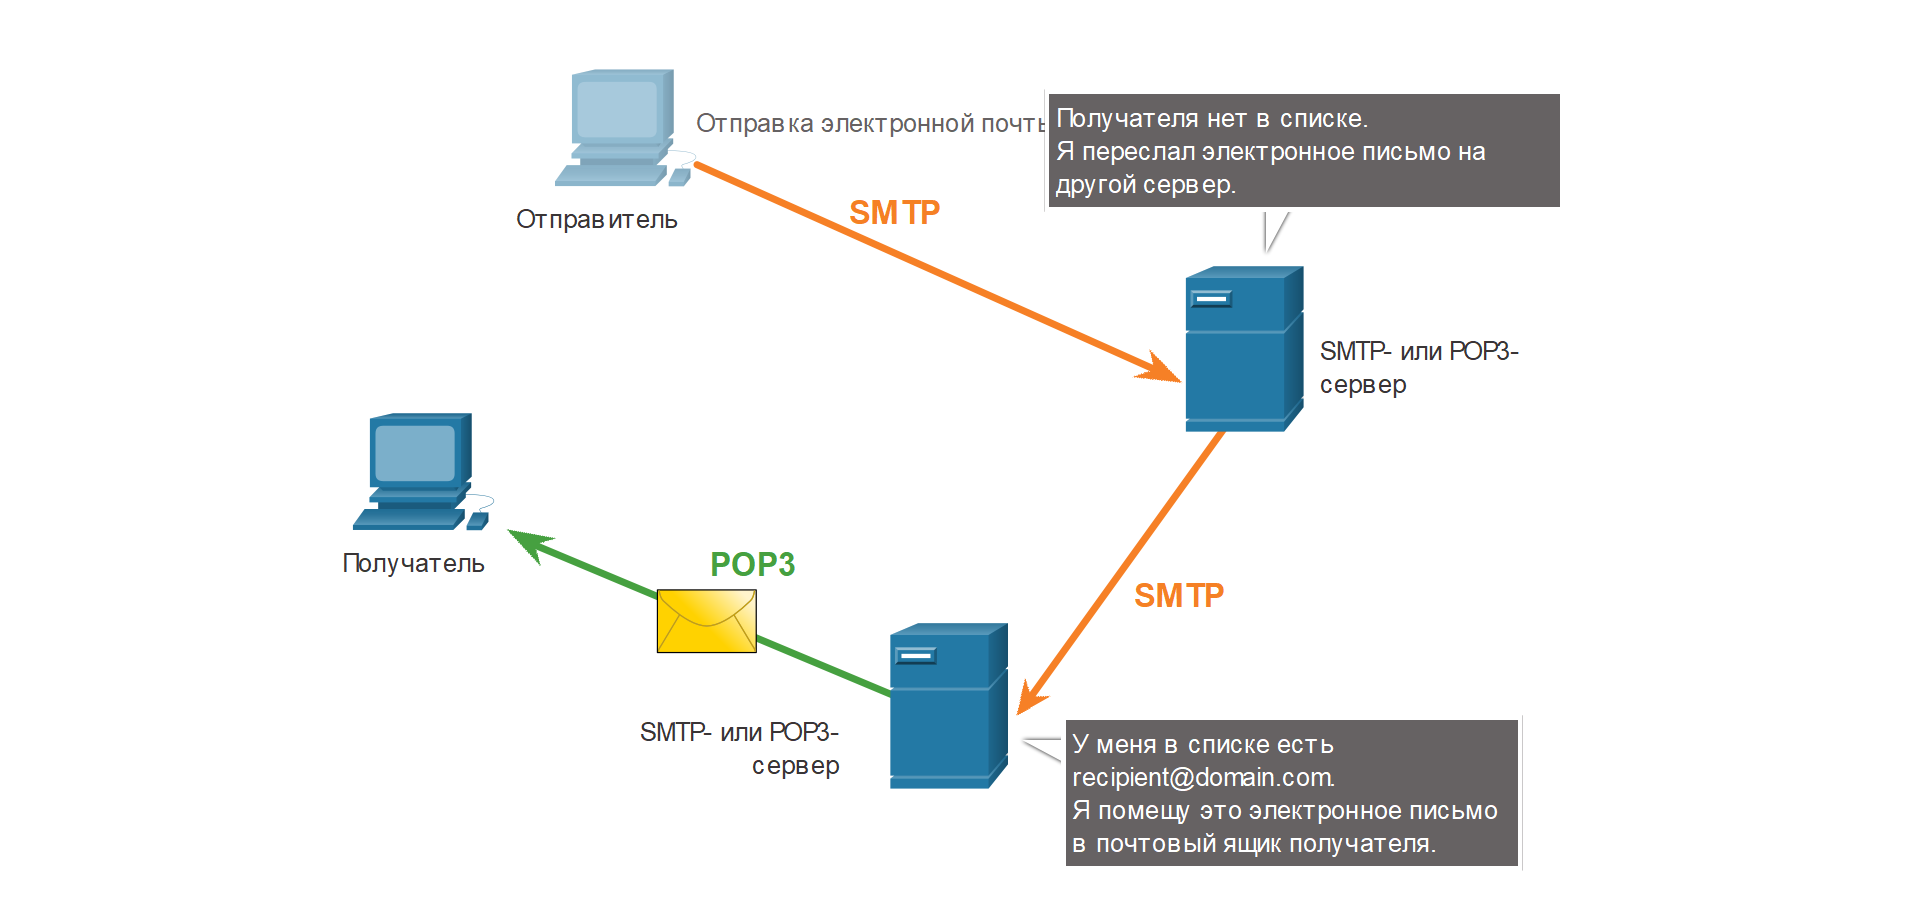 Отправка электронной почты
Получателя нет в списке.
Я переслал электронное письмо на
другой сервер.
SMTP
Отправитель
SMTP- или POP3-
сервер
Получатель
POP3
SMTP
SMTP- или POP3-
сервер
У меня в списке есть
recipient@domain.com.
Я помещу это электронное письмо
в почтовый ящик получателя.